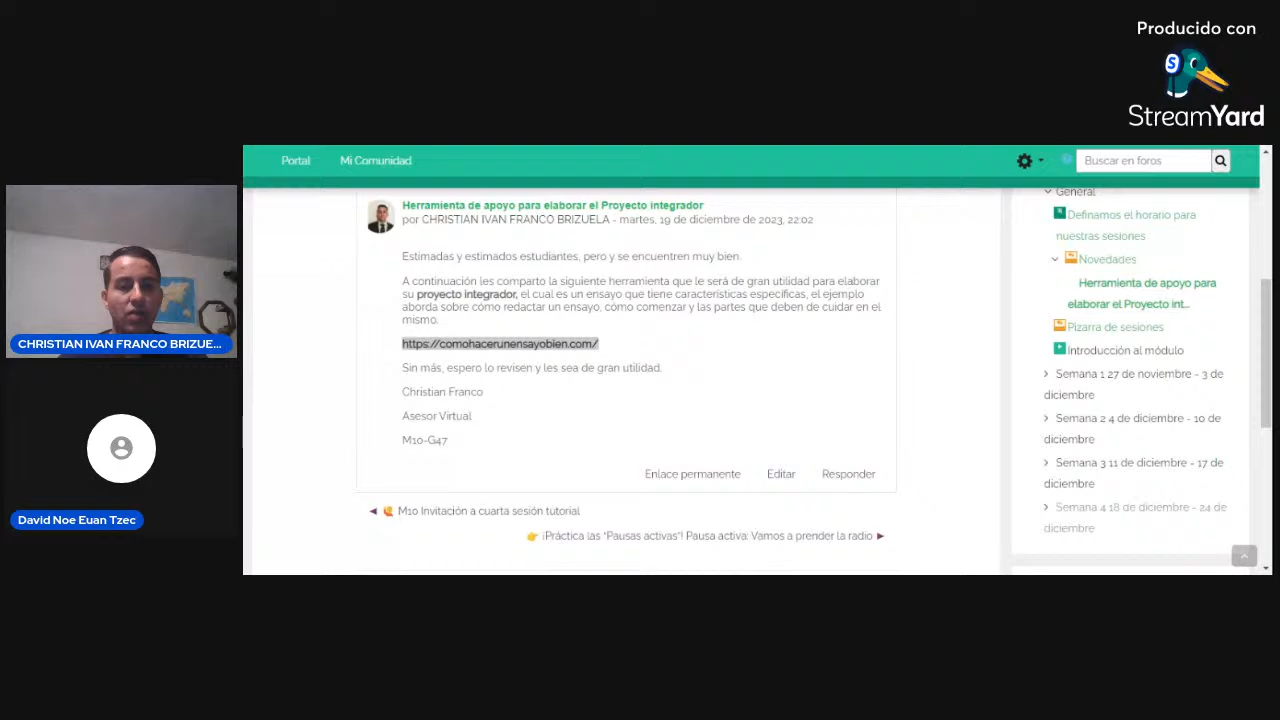 Producido con
StreamYard
Portal
Mi Comunidad
Buscar en foros
Herramienta de apoyo para elaborar el Proyecto integrador
por CHRISTIAN IVAN FRANCO BRIZUELA - martes, 19 de diciembre de 2023, 22:02
Estimadas y estimados estudiantes, pero y se encuentren muy bien.
A continuación les comparto la siguiente herramienta que le será de gran utilidad para elaborar
su proyecto integrador, el cual es un ensayo que tiene características específicas, el ejemplo
aborda sobre cómo redactar un ensayo, cómo comenzar y las partes que deben de cuidar en el
mismo.
https://comohacerunensayobien.com/
Sin más, espero lo revisen y les sea de gran utilidad.
Christian Franco
Asesor Virtual
M10-G47
Enlace permanente
Editar
Responder
M10 Invitación a cuarta sesión tutorial
¡Práctica las "Pausas activas"! Pausa activa: Vamos a prender la radio
General
Definamos el horario para
nuestras sesiones
Novedades
Herramienta de apoyo para
elaborar el Proyecto int...
Pizarra de sesiones
Introducción al módulo
Semana 1 27 de noviembre - 3 de
diciembre
Semana 2 4 de diciembre - 10 de
diciembre
Semana 3 11 de diciembre - 17 de
diciembre
Semana 4 18 de diciembre - 24 de
diciembre
CHRISTIAN IVAN FRANCO BRIZUE...
David Noe Euan Tzec